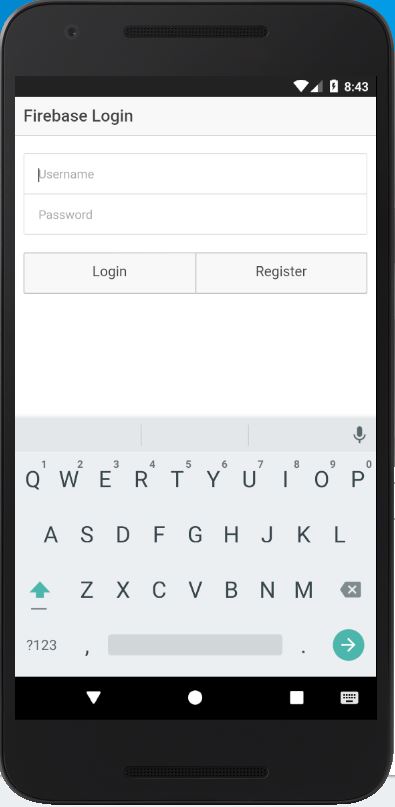 8:43
Firebase Login
Username
Password
Login Register
1 2 3 4 5 6 7 8 9 0
Q W E R T Y U I O P
A S D F G H J K L
Z X C V B N M
?123 , .